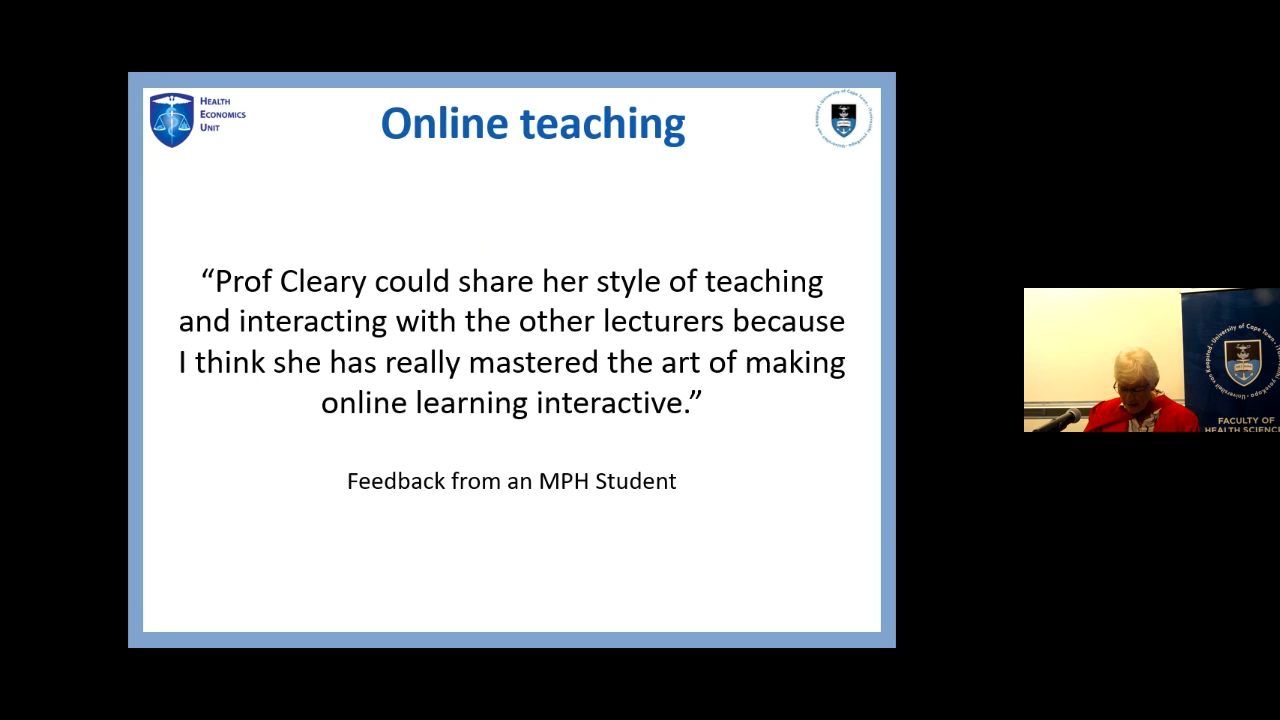 HEALTH
ECONOMICS
UNIT
Online teaching
“Prof Cleary could share her style of teaching
and interacting with the other lecturers because
I think she has really mastered the art of making
online learning interactive.”
Feedback from an MPH Student
University of Cape Town
FACULTY OF
HEALTH SCIENC